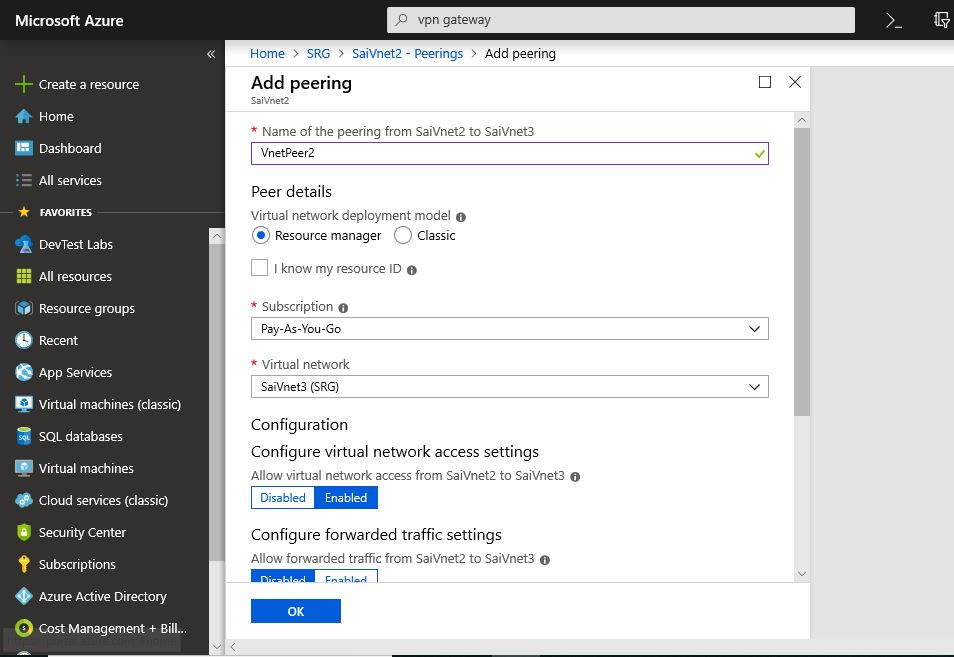 Microsoft Azure
vpn gateway
Home > SRG > SaiVnet2 - Peerings > Add peering
Create a resource
Home
Dashboard
All services
FAVORITES
DevTest Labs
All resources
Resource groups
Recent
App Services
Virtual machines (classic)
SQL databases
Virtual machines
Cloud services (classic)
Security Center
Subscriptions
Azure Active Directory
Cost Management + Bill...
Add peering
SaiVnet2
* Name of the peering from SaiVnet2 to SaiVnet3
VnetPeer2
Peer details
Virtual network deployment model
Resource manager Classic
I know my resource ID
* Subscription
Pay-As-You-Go
* Virtual network
SaiVnet3 (SRG)
Configuration
Configure virtual network access settings
Allow virtual network access from SaiVnet2 to SaiVnet3
Disabled Enabled
Configure forwarded traffic settings
Allow forwarded traffic from SaiVnet2 to SaiVnet3
Disabled Enabled
OK